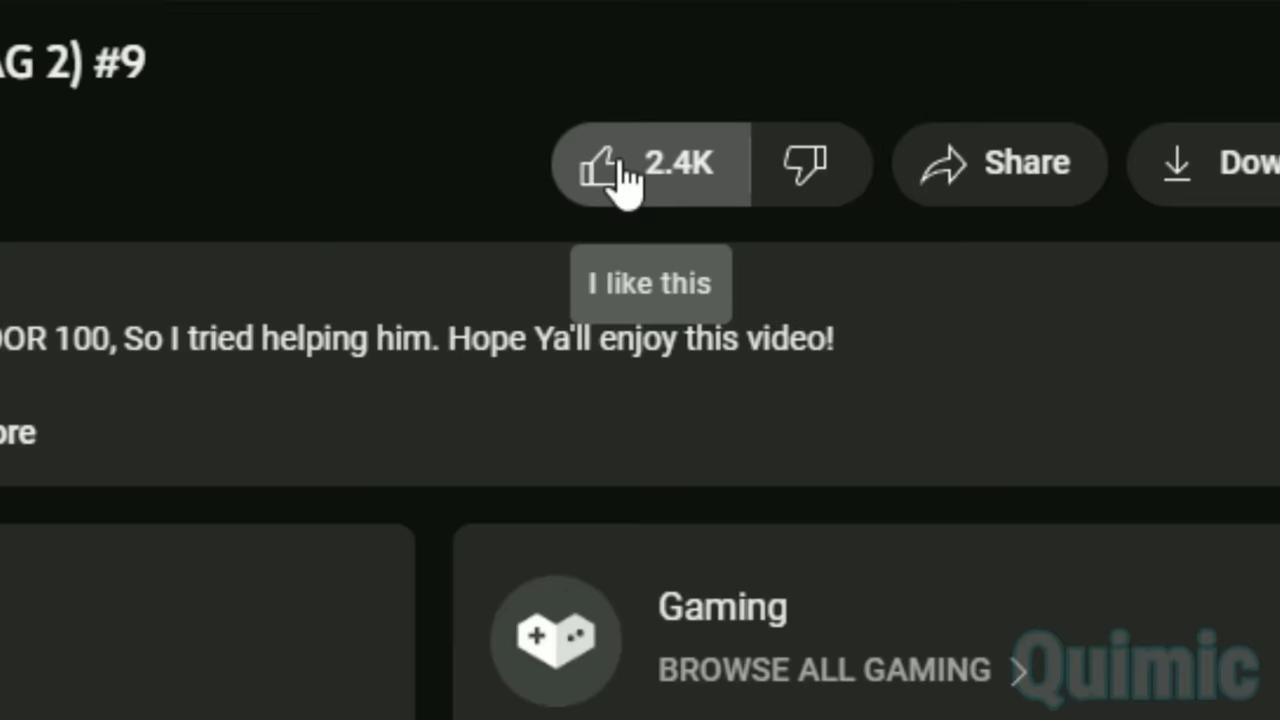 AG 2) #9
2.4K
Share
Dow
I like this
OOR 100, So I tried helping him. Hope Ya'll enjoy this video!
ore
Gaming
BROWSE ALL GAMING
Quimic